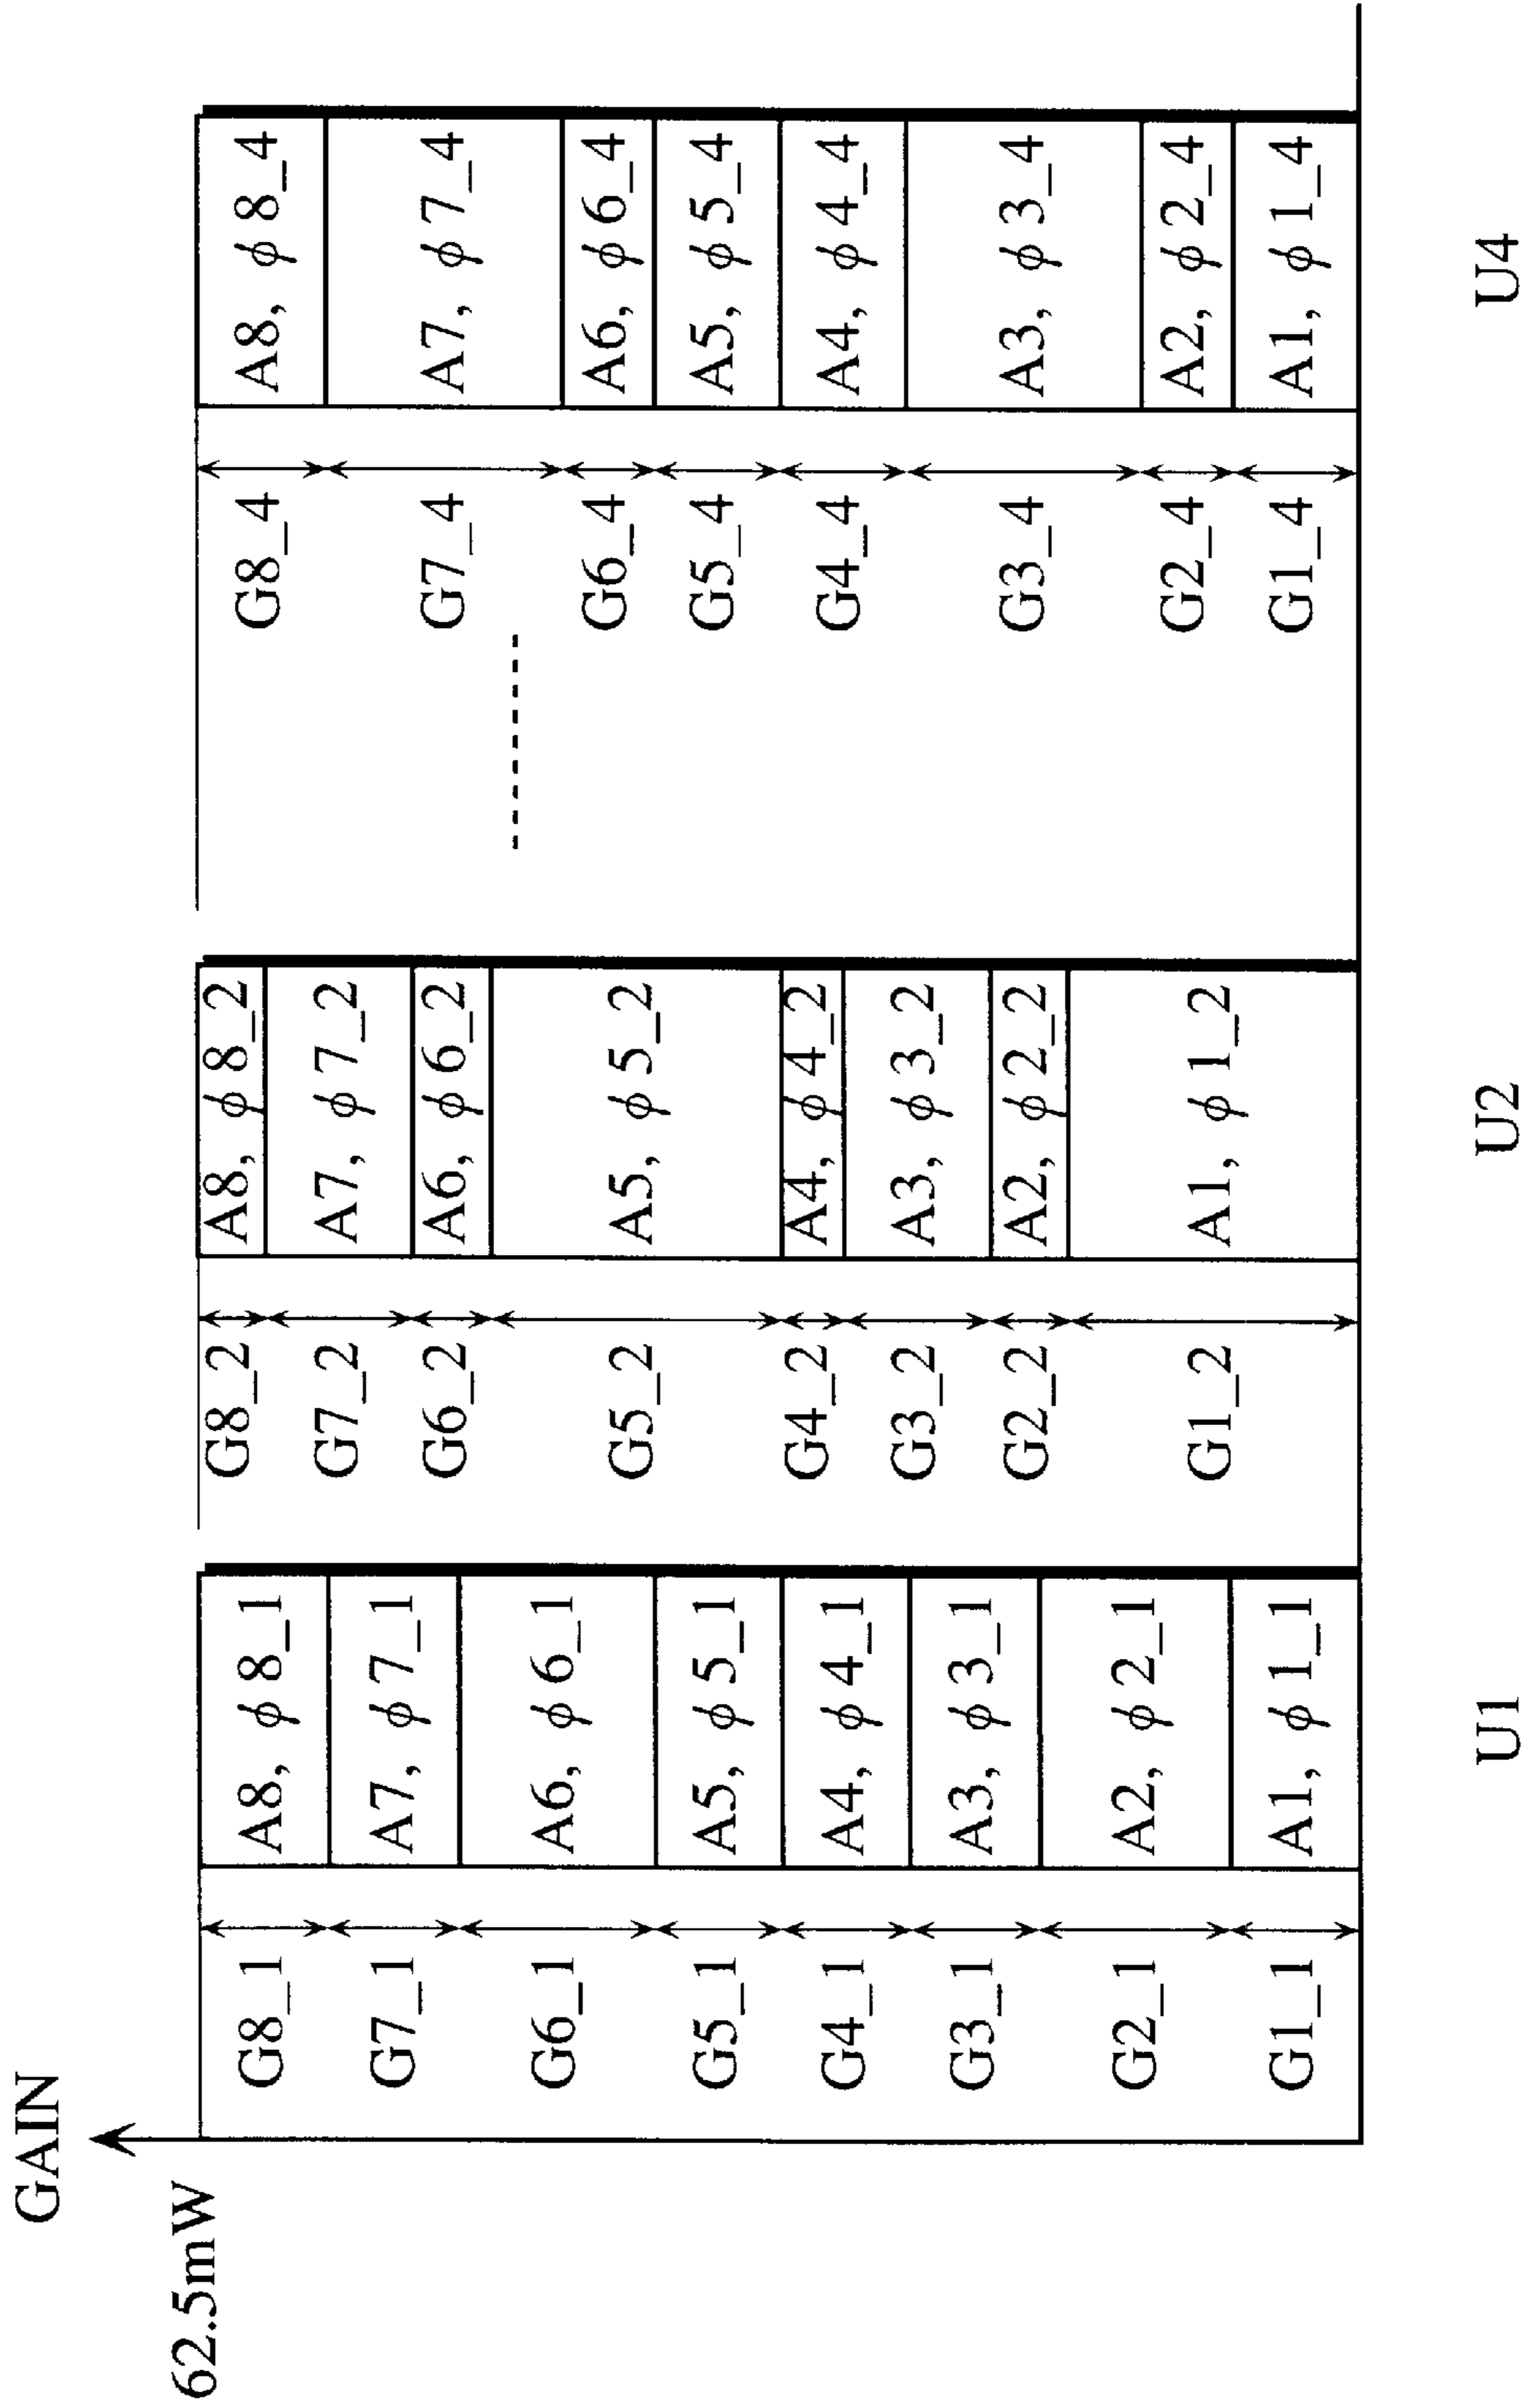 GAIN
62.5mW
G8_1
G7_1
G6_1
G5_1
G4_1
G3_1
G2_1
G1_1
A8, φ8_1
A7, φ7_1
A6, φ6_1
A5, φ5_1
A4, φ4_1
A3, φ3_1
A2, φ2_1
A1, φ1_1
U1
G8_2
G7_2
G6_2
G5_2
G4_2
G3_2
G2_2
G1_2
A8, φ8_2
A7, φ7_2
A6, φ6_2
A5, φ5_2
A4, φ4_2
A3, φ3_2
A2, φ2_2
A1, φ1_2
U2
G8_4
G7_4
G6_4
G5_4
G4_4
G3_4
G2_4
G1_4
A8, φ8_4
A7, φ7_4
A6, φ6_4
A5, φ5_4
A4, φ4_4
A3, φ3_4
A2, φ2_4
A1, φ1_4
U4